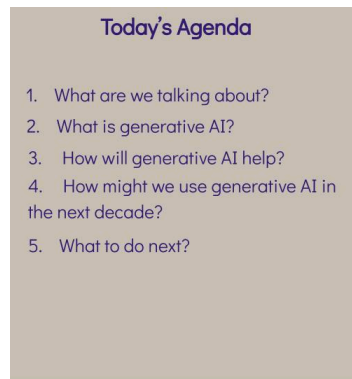 Today's Agenda
1. What are we talking about?
2. What is generative AI?
3. How will generative AI help?
4. How might we use generative AI in
the next decade?
5. What to do next?